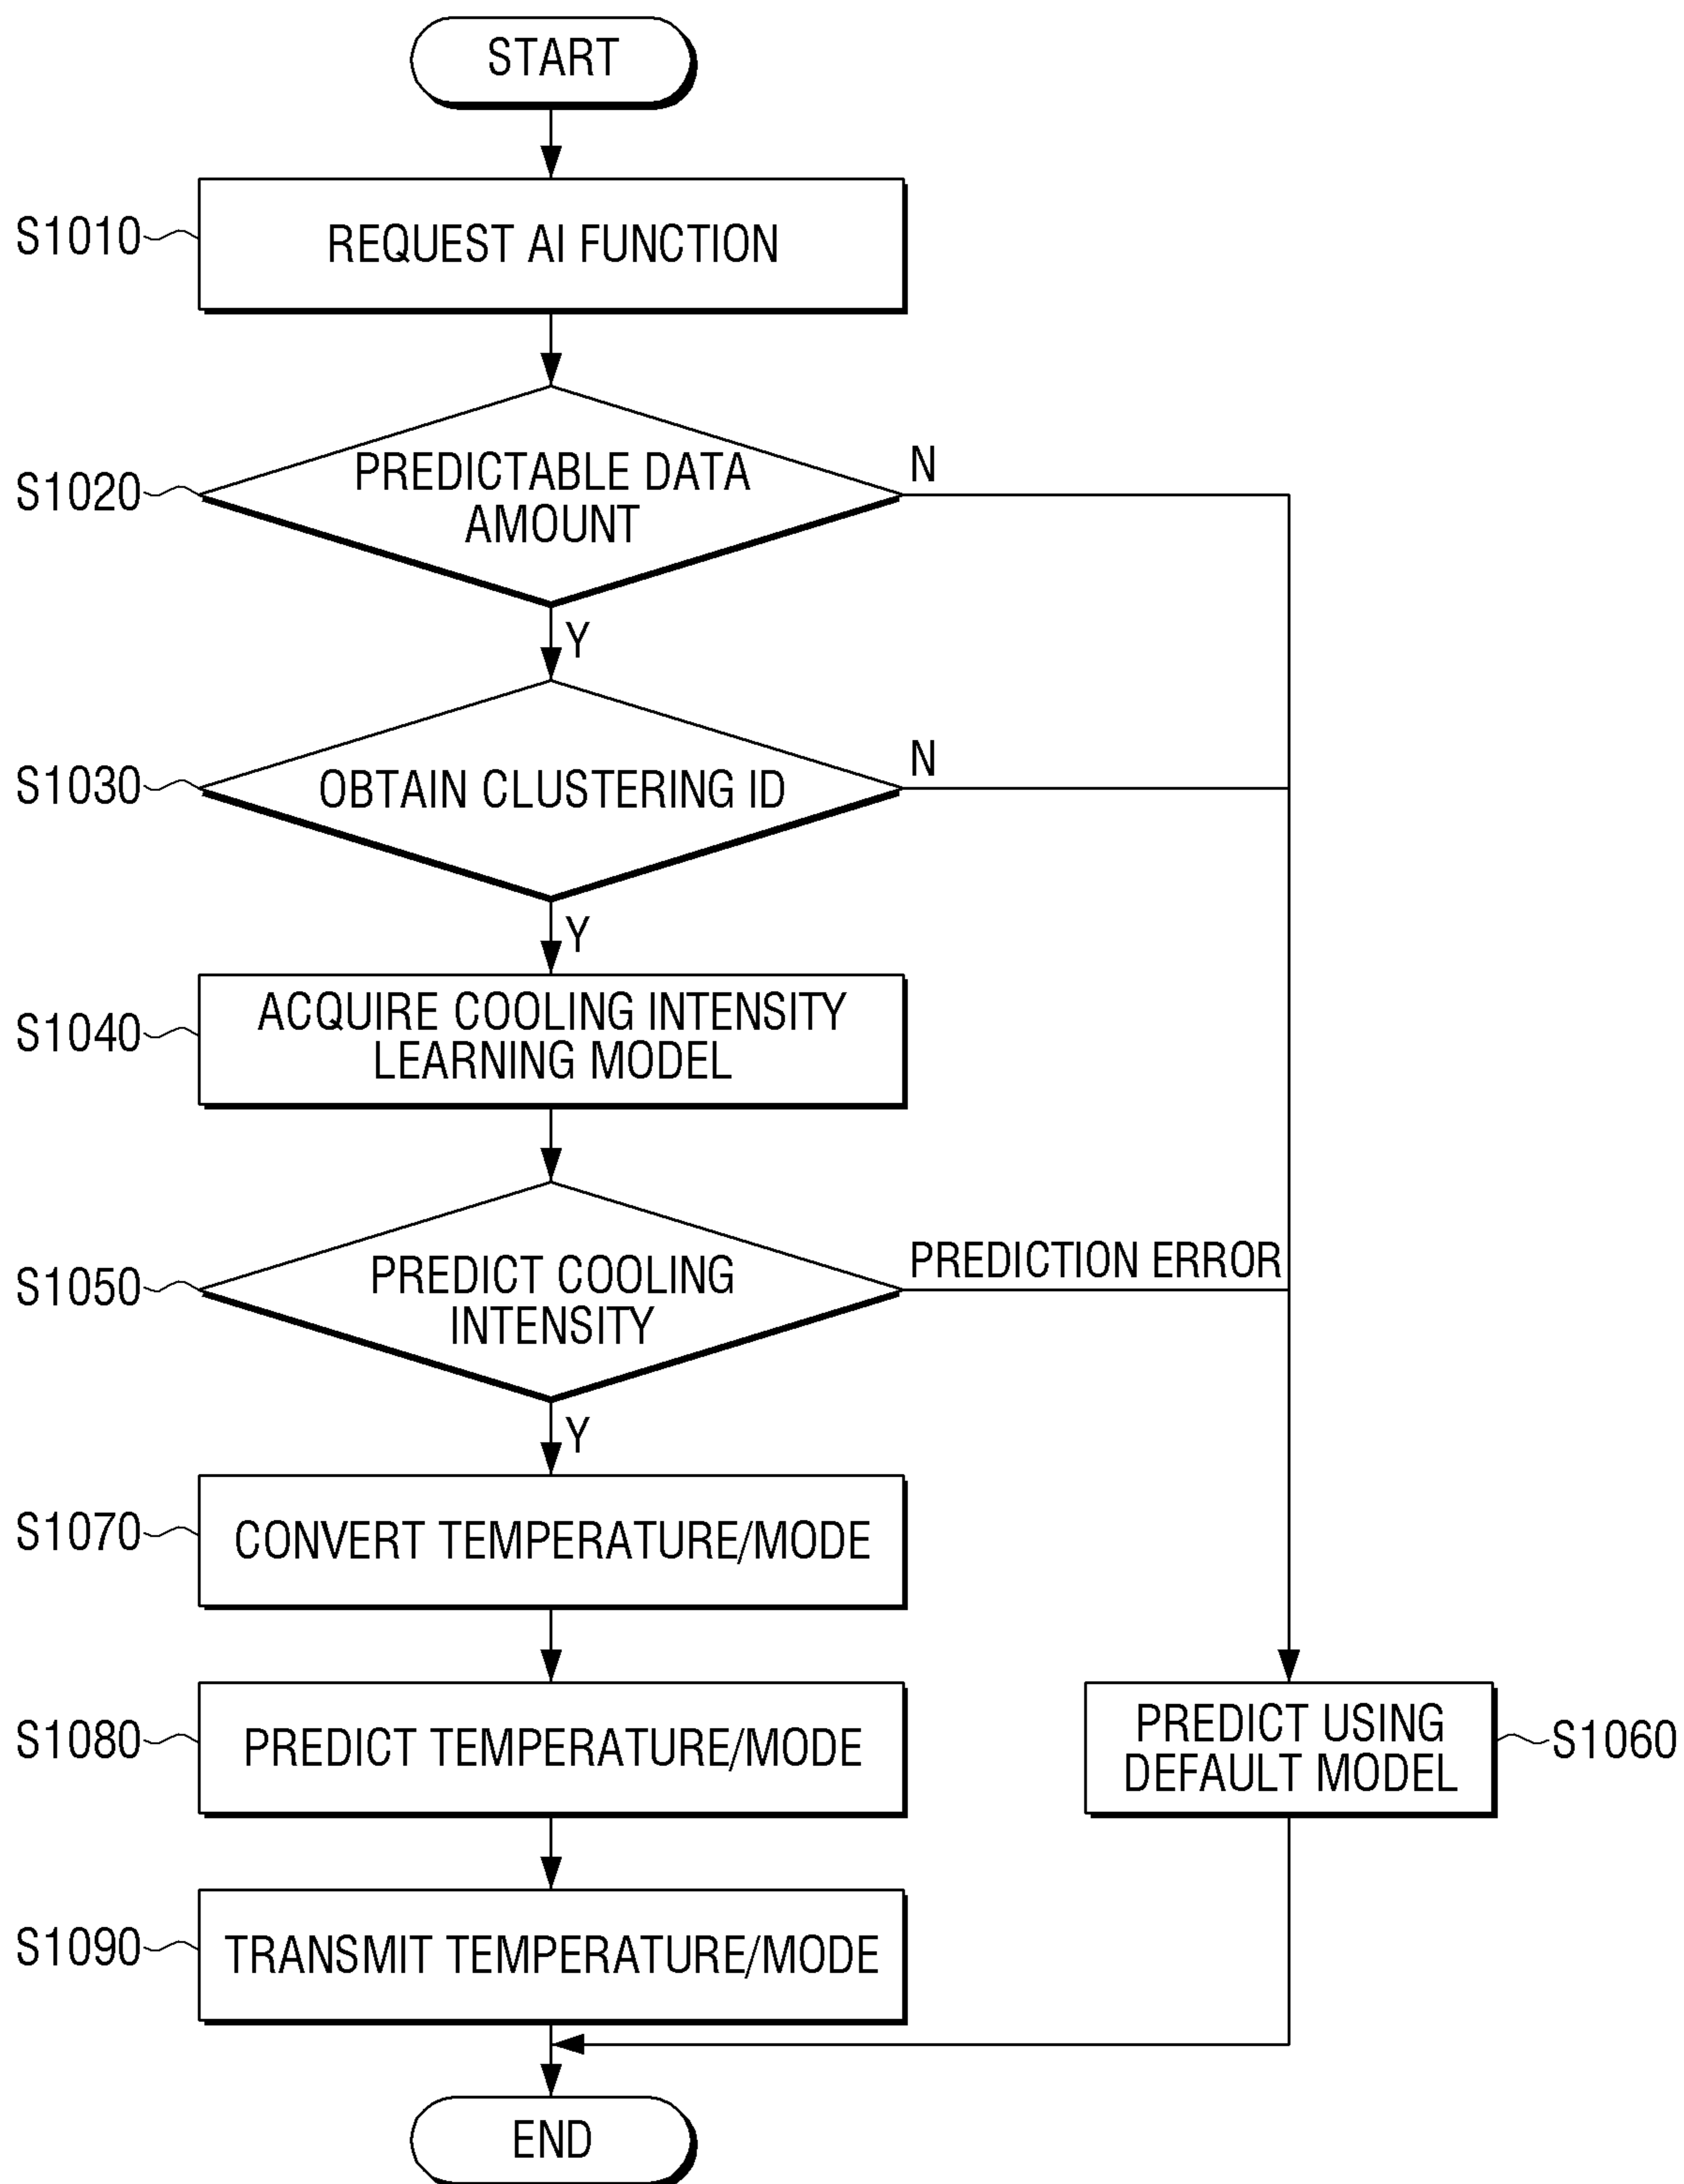 START
S1010
REQUEST AI FUNCTION
S1020
PREDICTABLE DATA
AMOUNT
N
Y
S1030
OBTAIN CLUSTERING ID
N
Y
S1040
ACQUIRE COOLING INTENSITY
LEARNING MODEL
S1050
PREDICT COOLING
INTENSITY
PREDICTION ERROR
Y
S1070
CONVERT TEMPERATURE/MODE
S1080
PREDICT TEMPERATURE/MODE
PREDICT USING
DEFAULT MODEL
S1060
S1090
TRANSMIT TEMPERATURE/MODE
END